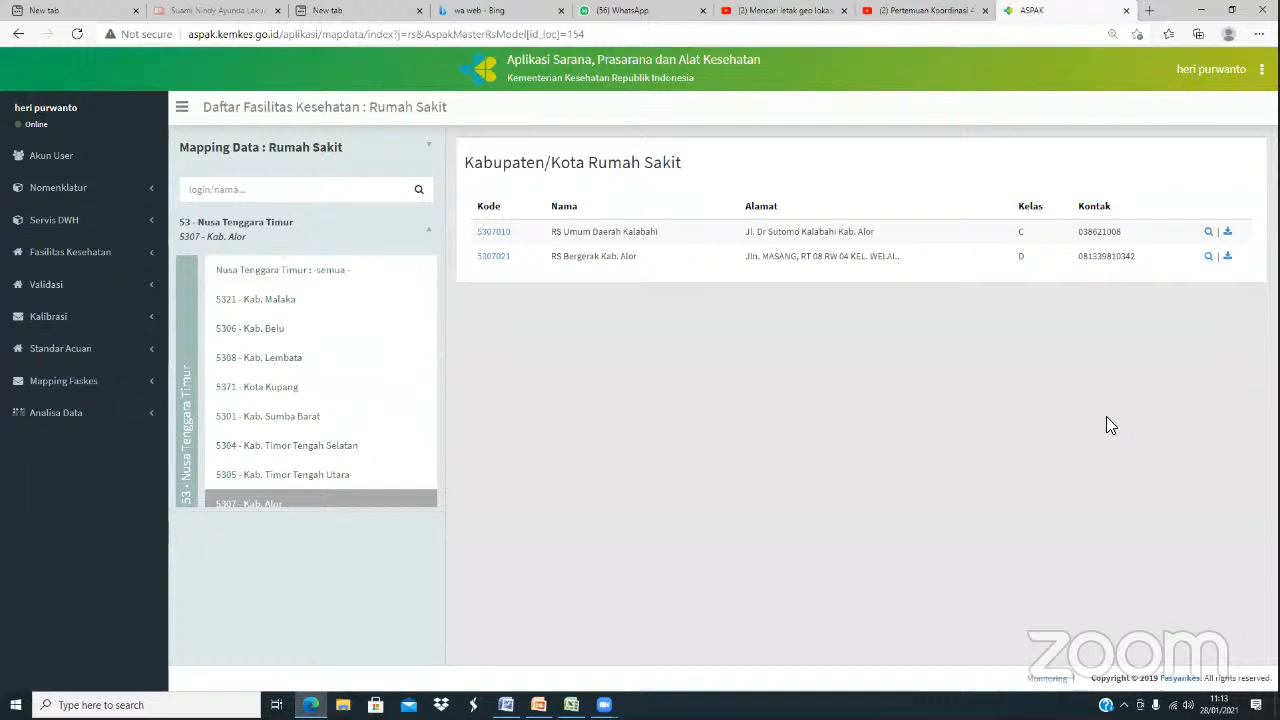 New tab
Suami Nindy Ayunda Laku
New tab
wa web - Bing
(56) WhatsApp
(2) Mencari letak geo lokas
(2) Pertemuan Koordinasi
ASPAK
Not secure | aspak.kemkes.go.id/aplikasi/mapdata/index?j=rs&AspakMasterRsModel[id_loc]=154
Aplikasi Sarana, Prasarana dan Alat Kesehatan
Kementerian Kesehatan Republik Indonesia
heri purwanto
heri purwanto
Online
Akun User
Nomenklatur
Servis DWH
Fasilitas Kesehatan
Validasi
Kalibrasi
Standar Acuan
Mapping Faskes
Analisa Data
Daftar Fasilitas Kesehatan : Rumah Sakit
Mapping Data : Rumah Sakit
login/nama...
53 - Nusa Tenggara Timur
5307 - Kab. Alor
53 - Nusa Tenggara Timur
Nusa Tenggara Timur : -semua -
5321 - Kab. Malaka
5306 - Kab. Belu
5308 - Kab. Lembata
5371 - Kota Kupang
5301 - Kab. Sumba Barat
5304 - Kab. Timor Tengah Selatan
5305 - Kab. Timor Tengah Utara
5307 - Kab. Alor
Kabupaten/Kota Rumah Sakit
Kode Nama Alamat Kelas Kontak
5307010 RS Umum Daerah Kalabahi Jl. Dr Sutomo Kalabahi Kab. Alor C 038621008 |
5307021 RS Bergerak Kab. Alor Jln. MASANG, RT 08 RW 04 KEL. WELAI.. D 081339810342 |
zoom
Monitoring | Copyright © 2019 Fasyankes. All rights reserved.
Type here to search
11:13
28/01/2021